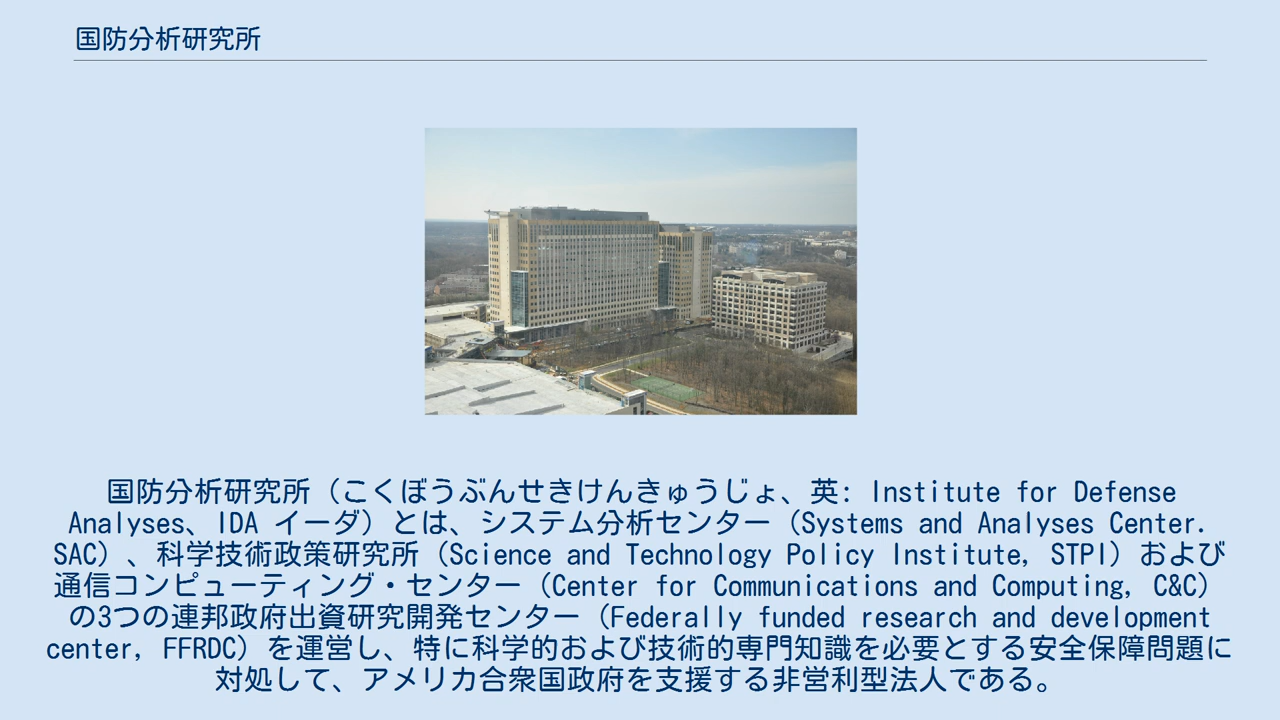 国防分析研究所
国防分析研究所（こくぼうぶんせきけんきゅうじょ、英: Institute for Defense
Analyses、IDA イーダ）とは、システム分析センター（Systems and Analyses Center.
SAC）、科学技術政策研究所（Science and Technology Policy Institute, STPI）および
通信コンピューティング・センター（Center for Communications and Computing, C&C）
の3つの連邦政府出資研究開発センター（Federally funded research and development
center, FFRDC）を運営し、特に科学的および技術的専門知識を必要とする安全保障問題に
対処して、アメリカ合衆国政府を支援する非営利型法人である。